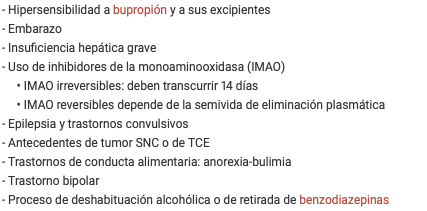 - Hipersensibilidad a bupropión y a sus excipientes
- Embarazo
- Insuficiencia hepática grave
- Uso de inhibidores de la monoaminooxidasa (IMAO)
• IMAO irreversibles: deben transcurrir 14 días
• IMAO reversibles depende de la semivida de eliminación plasmática
- Epilepsia y trastornos convulsivos
- Antecedentes de tumor SNC o de TCE
- Trastornos de conducta alimentaria: anorexia-bulimia
- Trastorno bipolar
- Proceso de deshabituación alcohólica o de retirada de benzodiazepinas